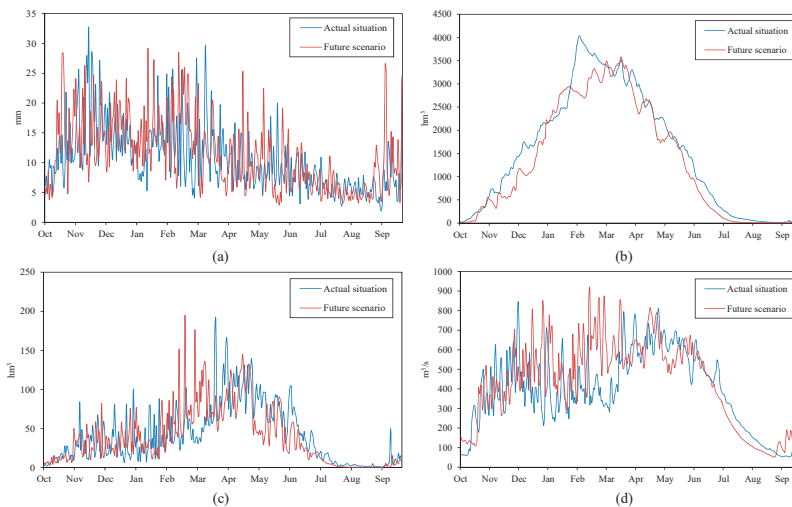 35
30
25
20
15
10
5
0
mm
Actual situation
Future scenario
Oct Nov Dec Jan Feb Mar Apr May Jun Jul Aug Sep
(a)
4500
4000
3500
3000
2500
2000
1500
1000
500
0
hm³
Actual situation
Future scenario
Oct Nov Dec Jan Feb Mar Apr May Jun Jul Aug Sep
(b)
250
200
150
100
50
0
hm³
Actual situation
Future scenario
Oct Nov Dec Jan Feb Mar Apr May Jun Jul Aug Sep
(c)
1000
900
800
700
600
500
400
300
200
100
0
m³/s
Actual situation
Future scenario
Oct Nov Dec Jan Feb Mar Apr May Jun Jul Aug Sep
(d)